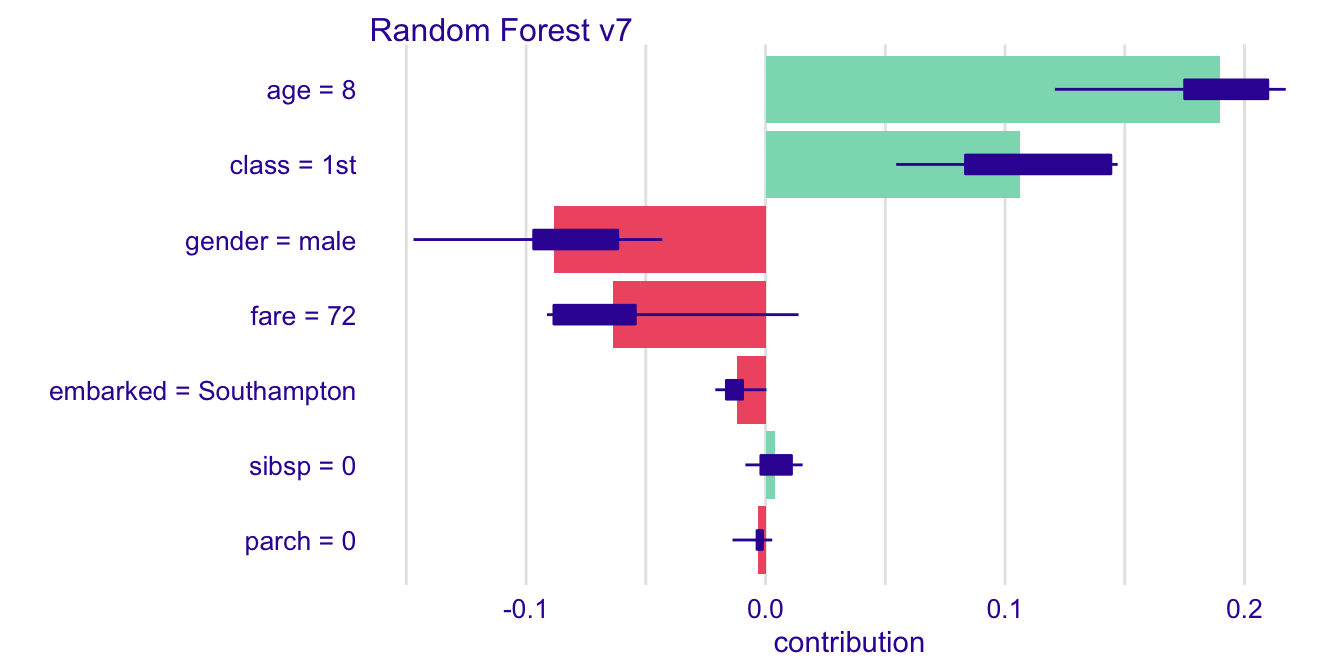 Random Forest v7
age = 8
class = 1st
gender = male
fare = 72
embarked = Southampton
sibsp = 0
parch = 0
-0.1 0.0 0.1 0.2
contribution